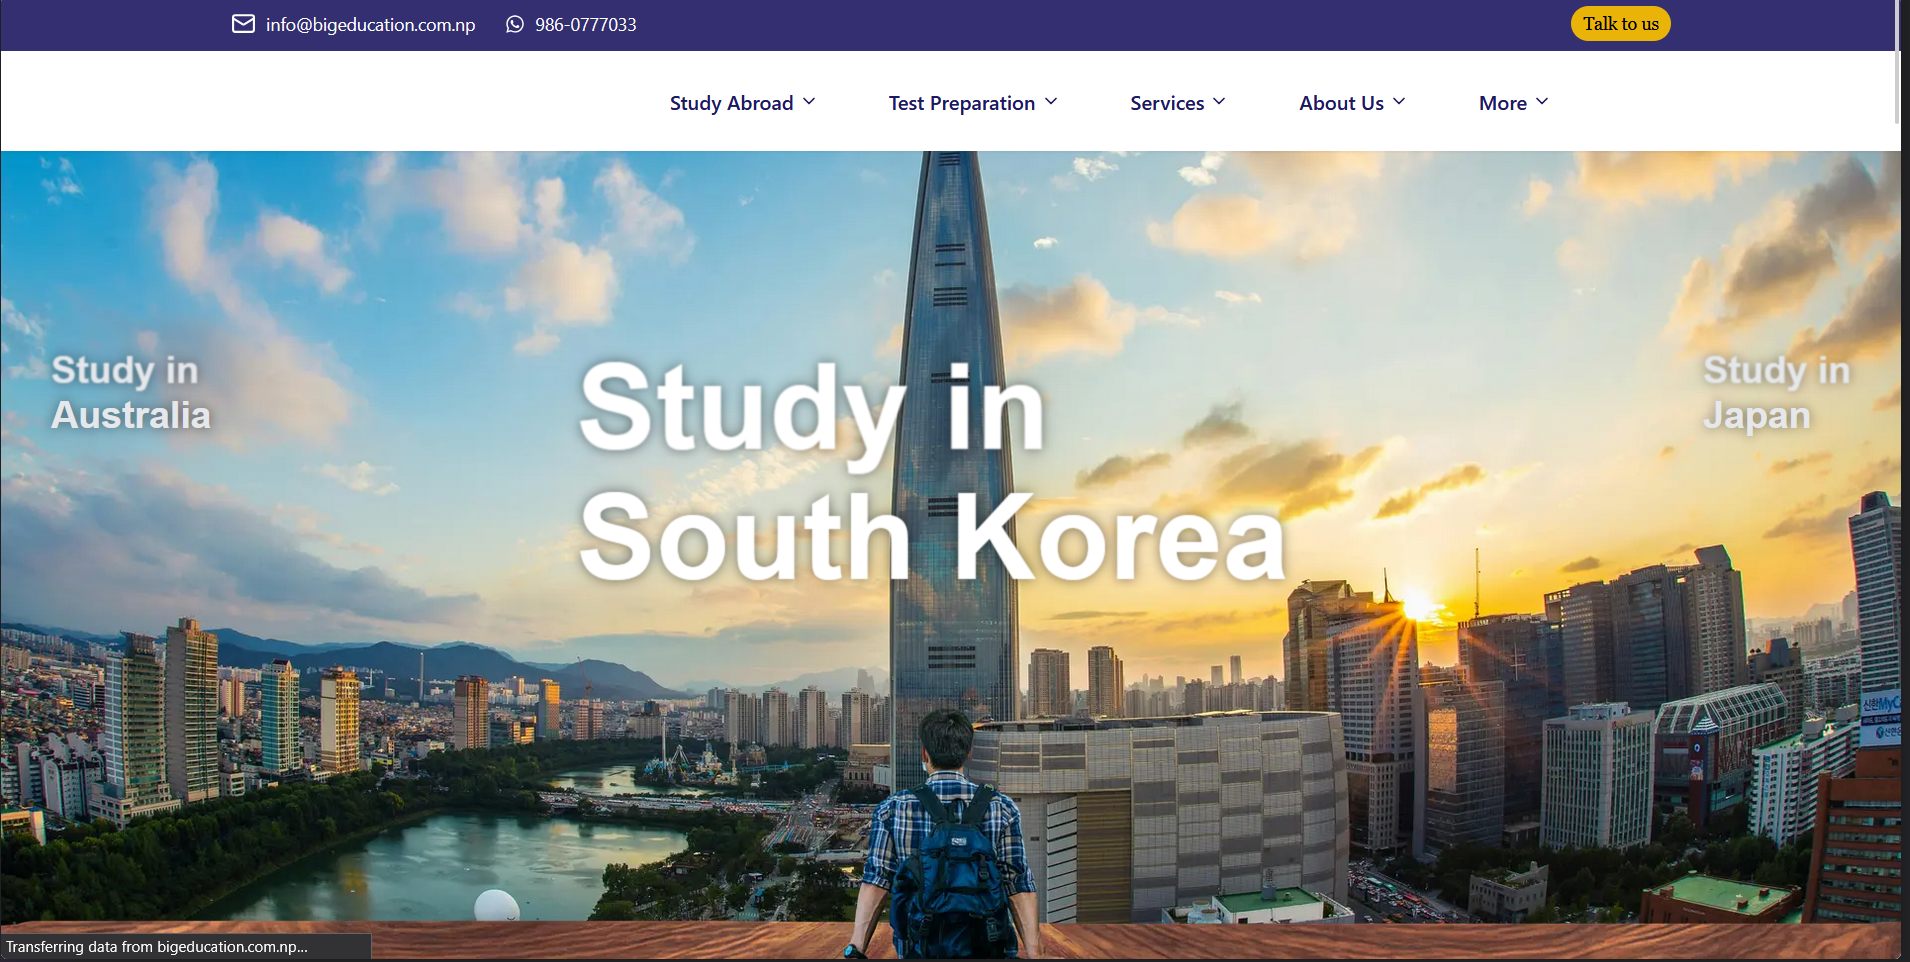 info@bigeducation.com.np 986-0777033 Talk to us
Study Abroad Test Preparation Services About Us More
Study in
Australia
Study in
South Korea
Study in
Japan
Transferring data from bigeducation.com.np...